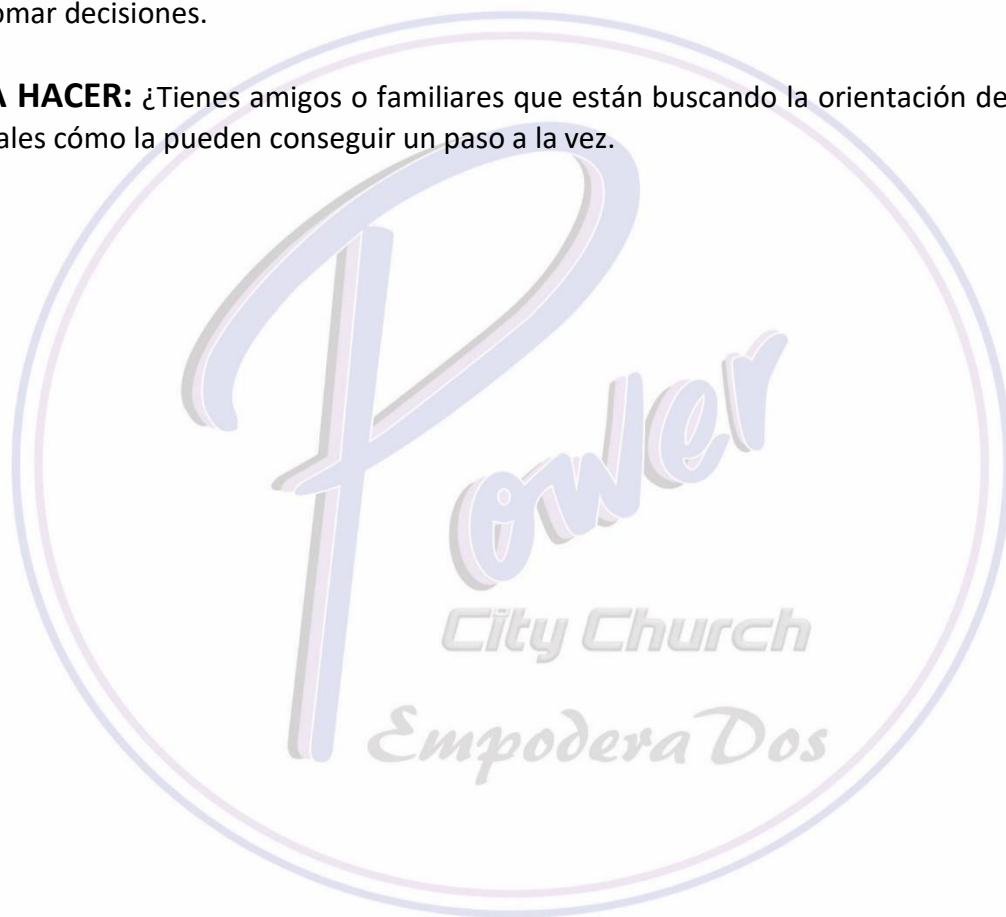 omar decisiones.
A HACER: ¿Tienes amigos o familiares que están buscando la orientación de
ales cómo la pueden conseguir un paso a la vez.
Power
City Church
EmpoderaDos